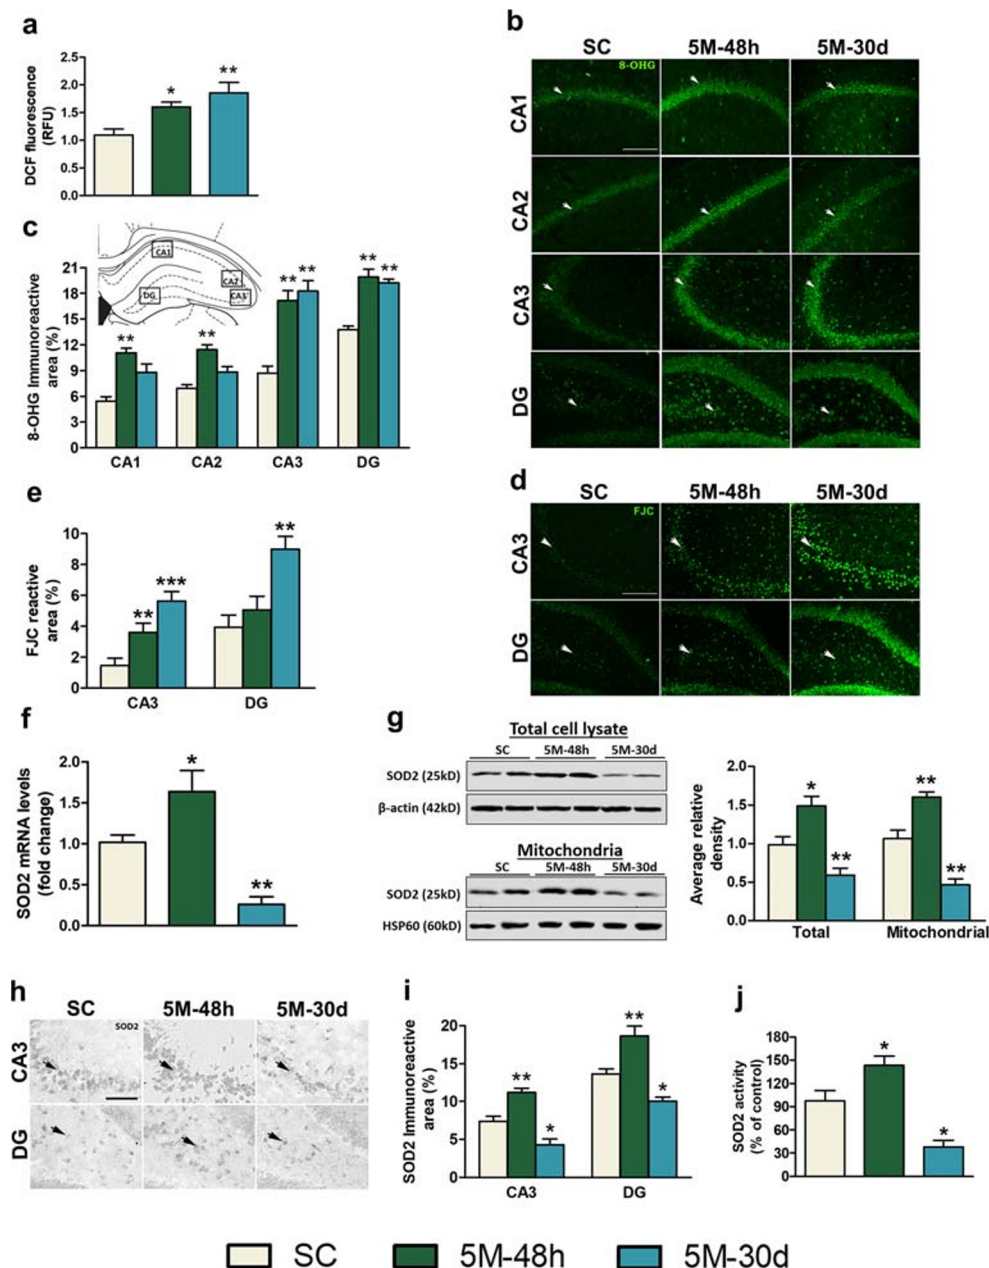 a
2.5
2.0
1.5
1.0
0.5
0.0
DCF fluorescence
(RFU)
*
**
b
SC 5M-48h 5M-30d
8-OHG
CA1
CA2
CA3
DG
c
21
18
15
12
9
6
3
0
8-OHG Immunoreactive
area (%)
CA1
CA2
CA3
DG
** ** ** ** ** **
CA1 CA2 CA3 DG
d
SC 5M-48h 5M-30d
FJC
CA3
DG
e
10
8
6
4
2
0
FJC reactive
area (%)
** *** **
CA3 DG
f
2.0
1.5
1.0
0.5
0.0
SOD2 mRNA levels
(fold change)
*
**
g
Total cell lysate
SC 5M-48h 5M-30d
SOD2 (25kD)
β-actin (42kD)
Mitochondria
SC 5M-48h 5M-30d
SOD2 (25kD)
HSP60 (60kD)
2.0
1.5
1.0
0.5
0.0
Average relative
density
* ** ** **
Total Mitochondrial
h
SC 5M-48h 5M-30d
SOD2
CA3
DG
i
20
15
10
5
0
SOD2 Immunoreactive
area (%)
** * ** *
CA3 DG
j
180
150
120
90
60
30
0
SOD2 activity
(% of control)
*
*
SC 5M-48h 5M-30d